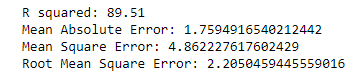 R squared: 89.51
Mean Absolute Error: 1.7594916540212442
Mean Square Error: 4.862227617602429
Root Mean Square Error: 2.2050459445559016